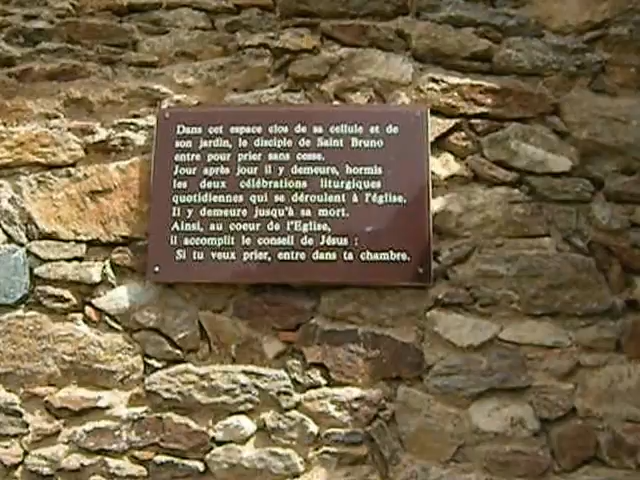 Dans cet espace clos de sa cellule et de
son jardin, le disciple de Saint Bruno
entre pour prier sans cesse.
Jour après jour il y demeure, hormis
les deux célébrations liturgiques
quotidiennes qui se déroulent à l'église.
Il y demeure jusqu'à sa mort.
Ainsi, au coeur de l'Eglise,
il accomplit le conseil de Jésus :
Si tu veux prier, entre dans ta chambre.